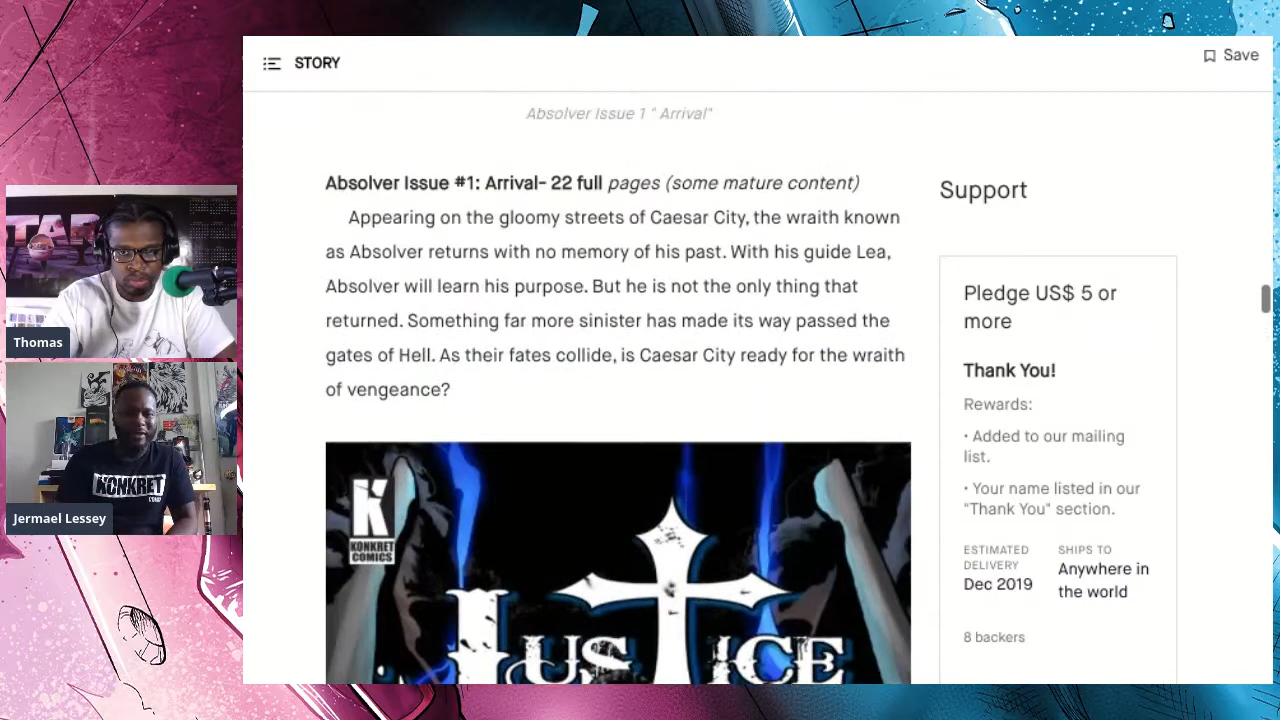 STORY
Save
Absolver Issue 1 " Arrival"
Absolver Issue #1: Arrival- 22 full pages (some mature content)
Appearing on the gloomy streets of Caesar City, the wraith known
as Absolver returns with no memory of his past. With his guide Lea,
Absolver will learn his purpose. But he is not the only thing that
returned. Something far more sinister has made its way passed the
gates of Hell. As their fates collide, is Caesar City ready for the wraith
of vengeance?
K
KONKRET
COMICS
JUSTICE
Support
Pledge US$ 5 or
more
Thank You!
Rewards:
• Added to our mailing
list.
• Your name listed in our
"Thank You" section.
ESTIMATED
DELIVERY
Dec 2019
SHIPS TO
Anywhere in
the world
8 backers
TAR
Thomas
KONKRET
Jermael Lessey